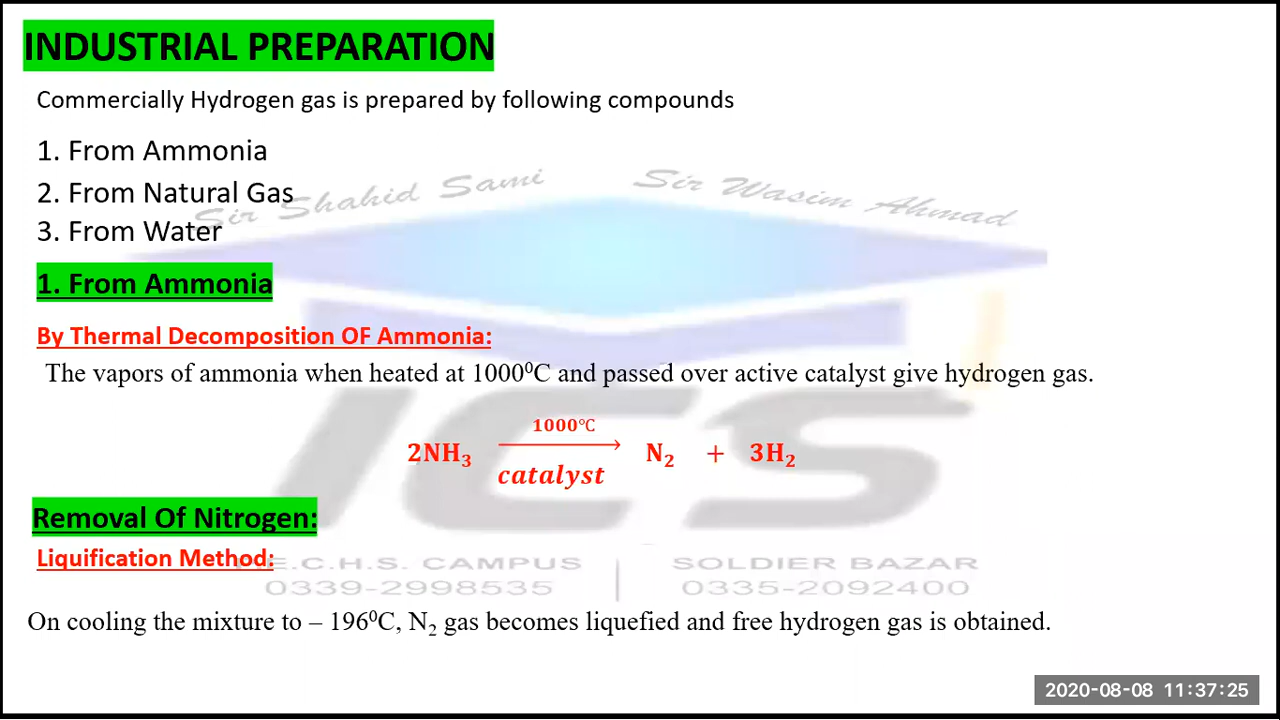 INDUSTRIAL PREPARATION
Commercially Hydrogen gas is prepared by following compounds
1. From Ammonia
2. From Natural Gas
3. From Water
Sir Shahid Sami
Sir Wasim Ahmad
1. From Ammonia
By Thermal Decomposition OF Ammonia:
The vapors of ammonia when heated at 1000⁰C and passed over active catalyst give hydrogen gas.
ICS
1000℃
2NH₃ → N₂ + 3H₂
catalyst
Removal Of Nitrogen:
Liquification Method:
.E.C.H.S. CAMPUS | SOLDIER BAZAR
0339-2998535 | 0335-2092400
On cooling the mixture to – 196⁰C, N₂ gas becomes liquefied and free hydrogen gas is obtained.
2020-08-08 11:37:25